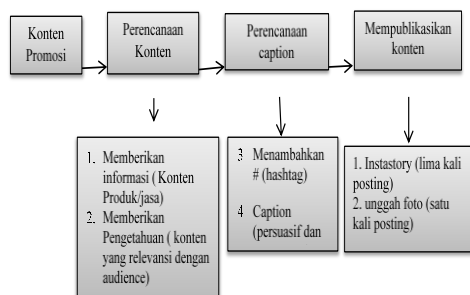 Konten
Promosi
Perencanaan
Konten
Perencanan
caption
Mempublikasikan
konten
1. Memberikan
informasi ( Konten
Produk/jasa)
2. Memberikan
Pengetahuan ( konten
yang relevansi dengan
audience)
3 Menambahkan
# (hashtag)
4 Caption
(persuasif dan
1. Instastory (lima kali
posting)
2. unggah foto (satu
kali posting)